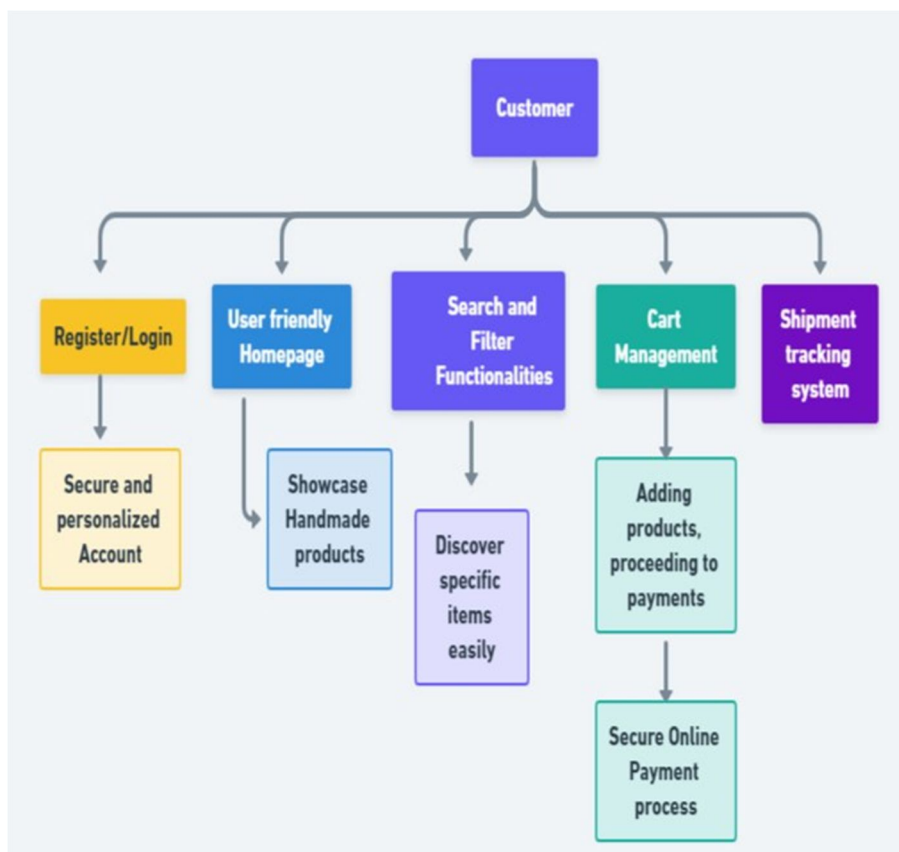 Customer
Register/Login
User friendly
Homepage
Search and
Filter
Functionalities
Cart
Management
Shipment
tracking
system
Secure and
personalized
Account
Showcase
Handmade
products
Discover
specific
items
easily
Adding
products,
proceeding to
payments
Secure Online
Payment
process